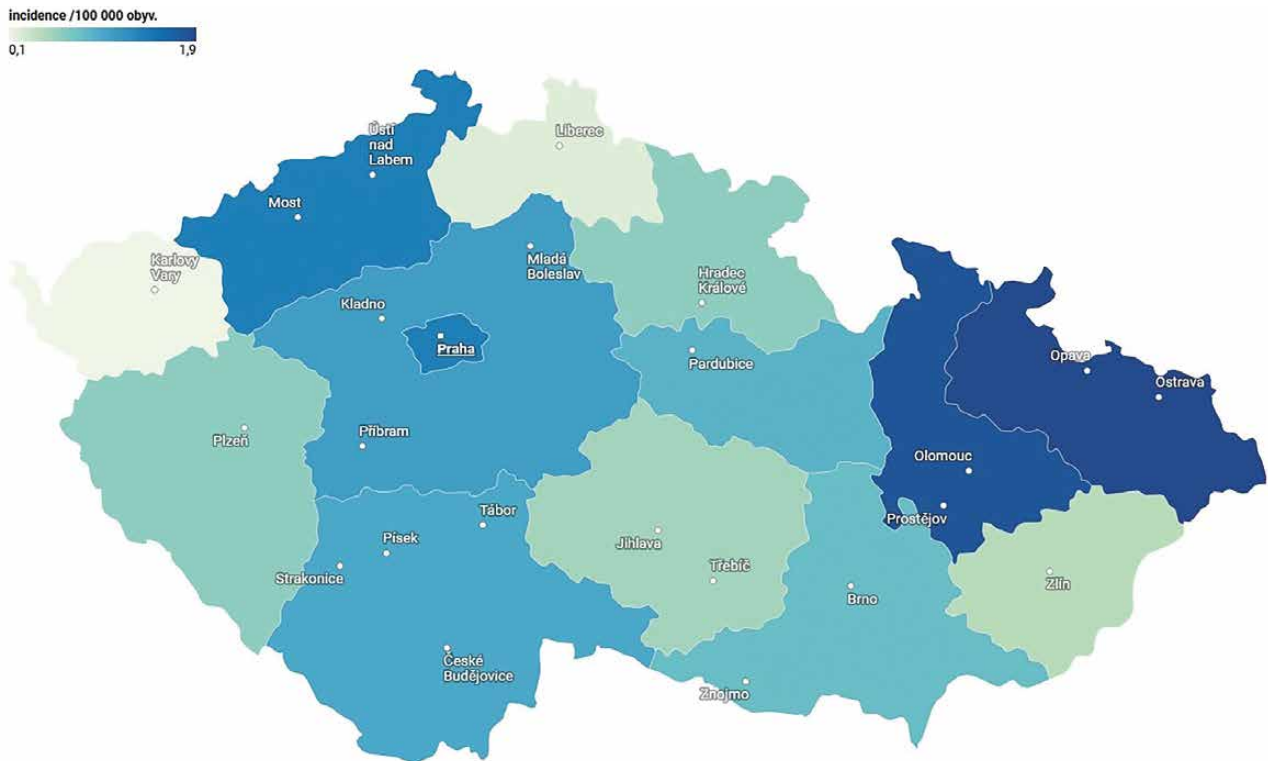 incidence /100 000 obyv.
0,1 1,9
Ústí
nad
Labem
Liberec
Most
Karlovy
Vary
Mladá
Boleslav
Hradec
Králové
Kladno
Praha
Pardubice
Opava
Ostrava
Plzeň
Příbram
Olomouc
Tábor
Prostějov
Písek
Jihlava
Strakonice
Třebíč
Zlín
Brno
České
Budějovice
Znojmo